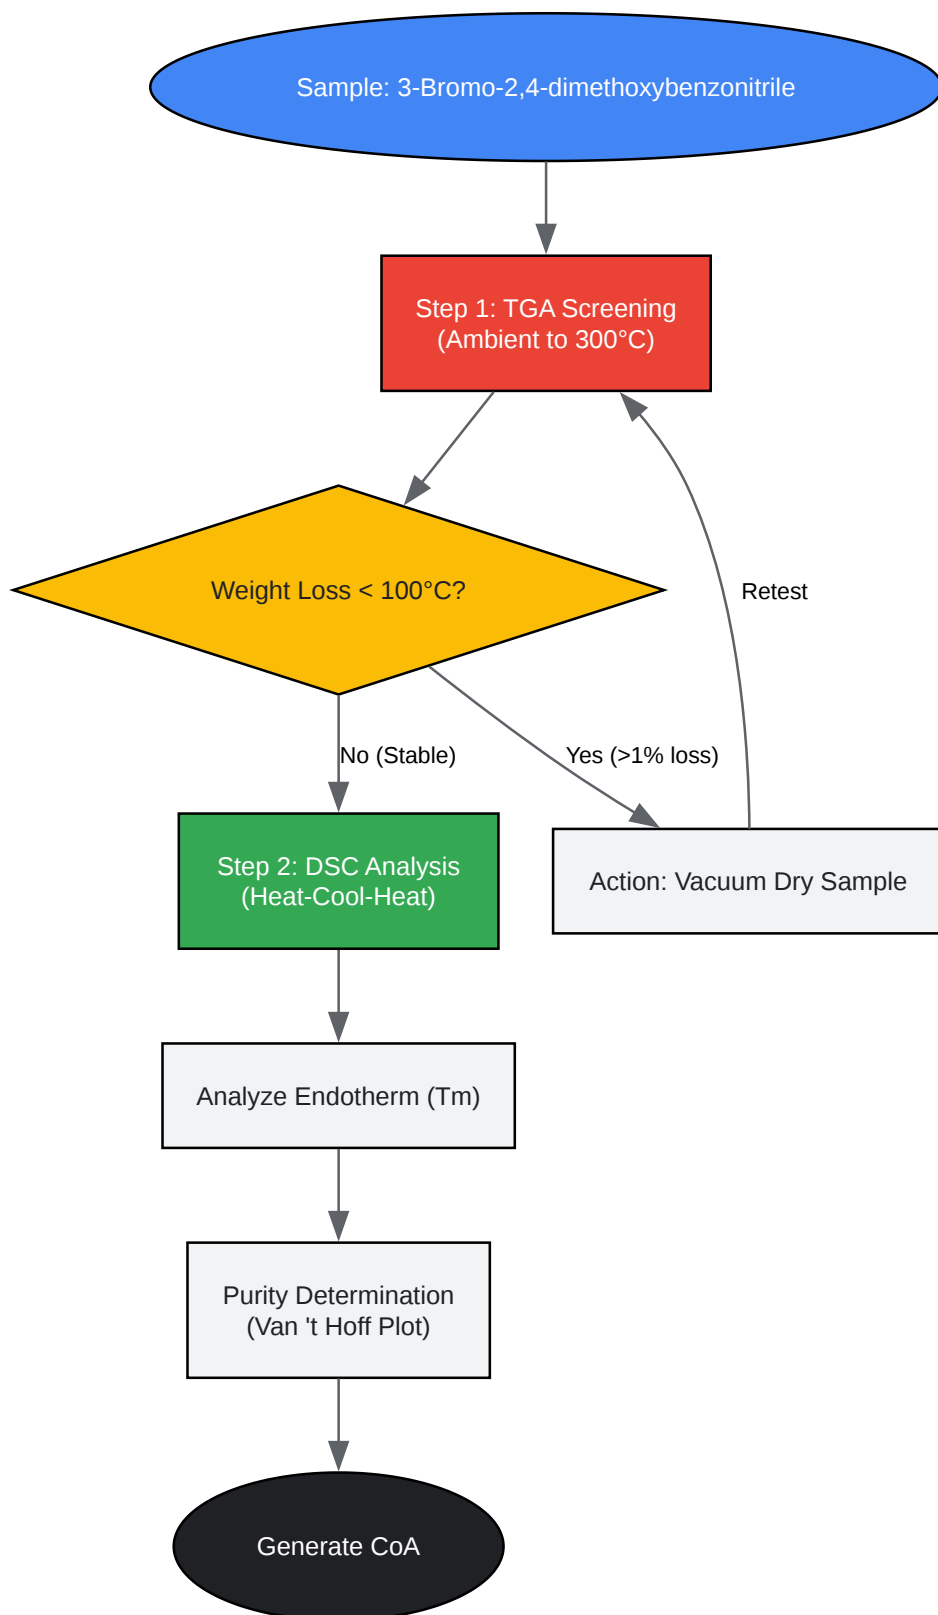 Sample: 3-Bromo-2,4-dimethoxybenzonitrile
Step 1: TGA Screening
(Ambient to 300°C)
Weight Loss < 100°C?
Retest
No (Stable)
Yes (>1% loss)
Step 2: DSC Analysis
(Heat-Cool-Heat)
Action: Vacuum Dry Sample
Analyze Endotherm (Tm)
Purity Determination
(Van 't Hoff Plot)
Generate CoA